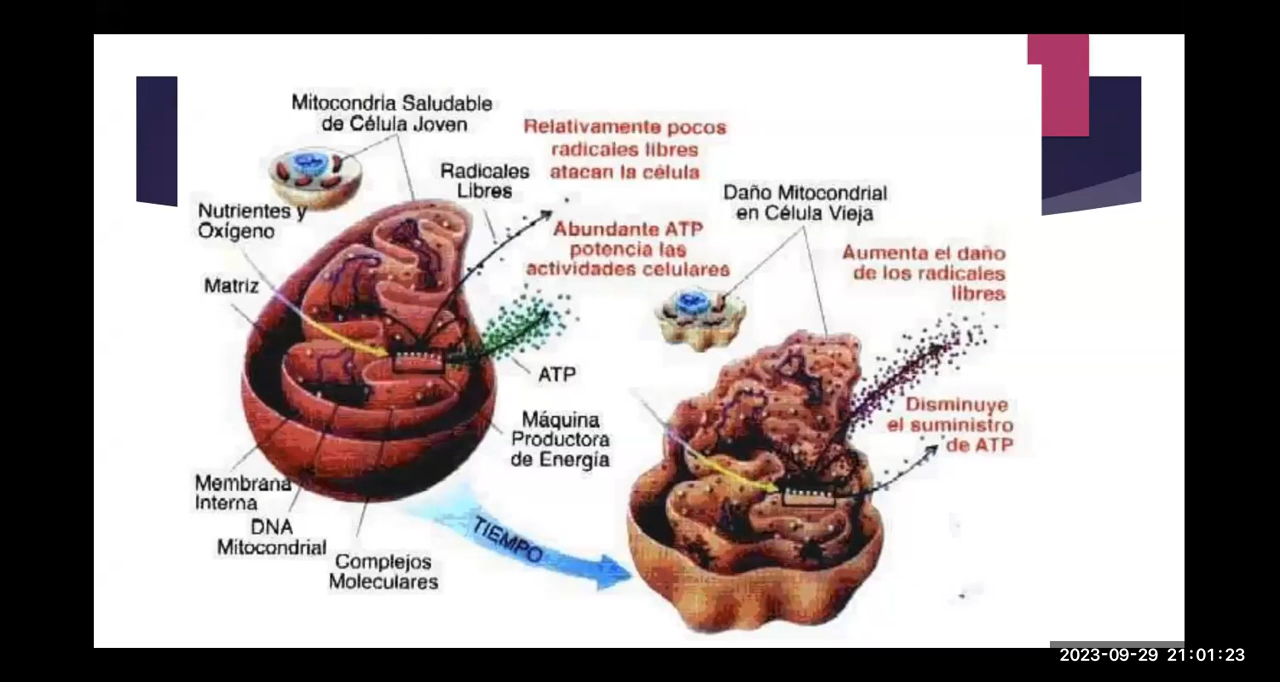 Mitocondria Saludable
de Célula Joven
Relativamente pocos
radicales libres
atacan la célula
Radicales
Libres
Nutrientes y
Oxígeno
Abundante ATP
potencia las
actividades celulares
Matriz
ATP
Máquina
Productora
de Energía
Membrana
Interna
DNA
Mitocondrial
Complejos
Moleculares
TIEMPO
Daño Mitocondrial
en Célula Vieja
Aumenta el daño
de los radicales
libres
Disminuye
el suministro
de ATP
2023-09-29 21:01:23